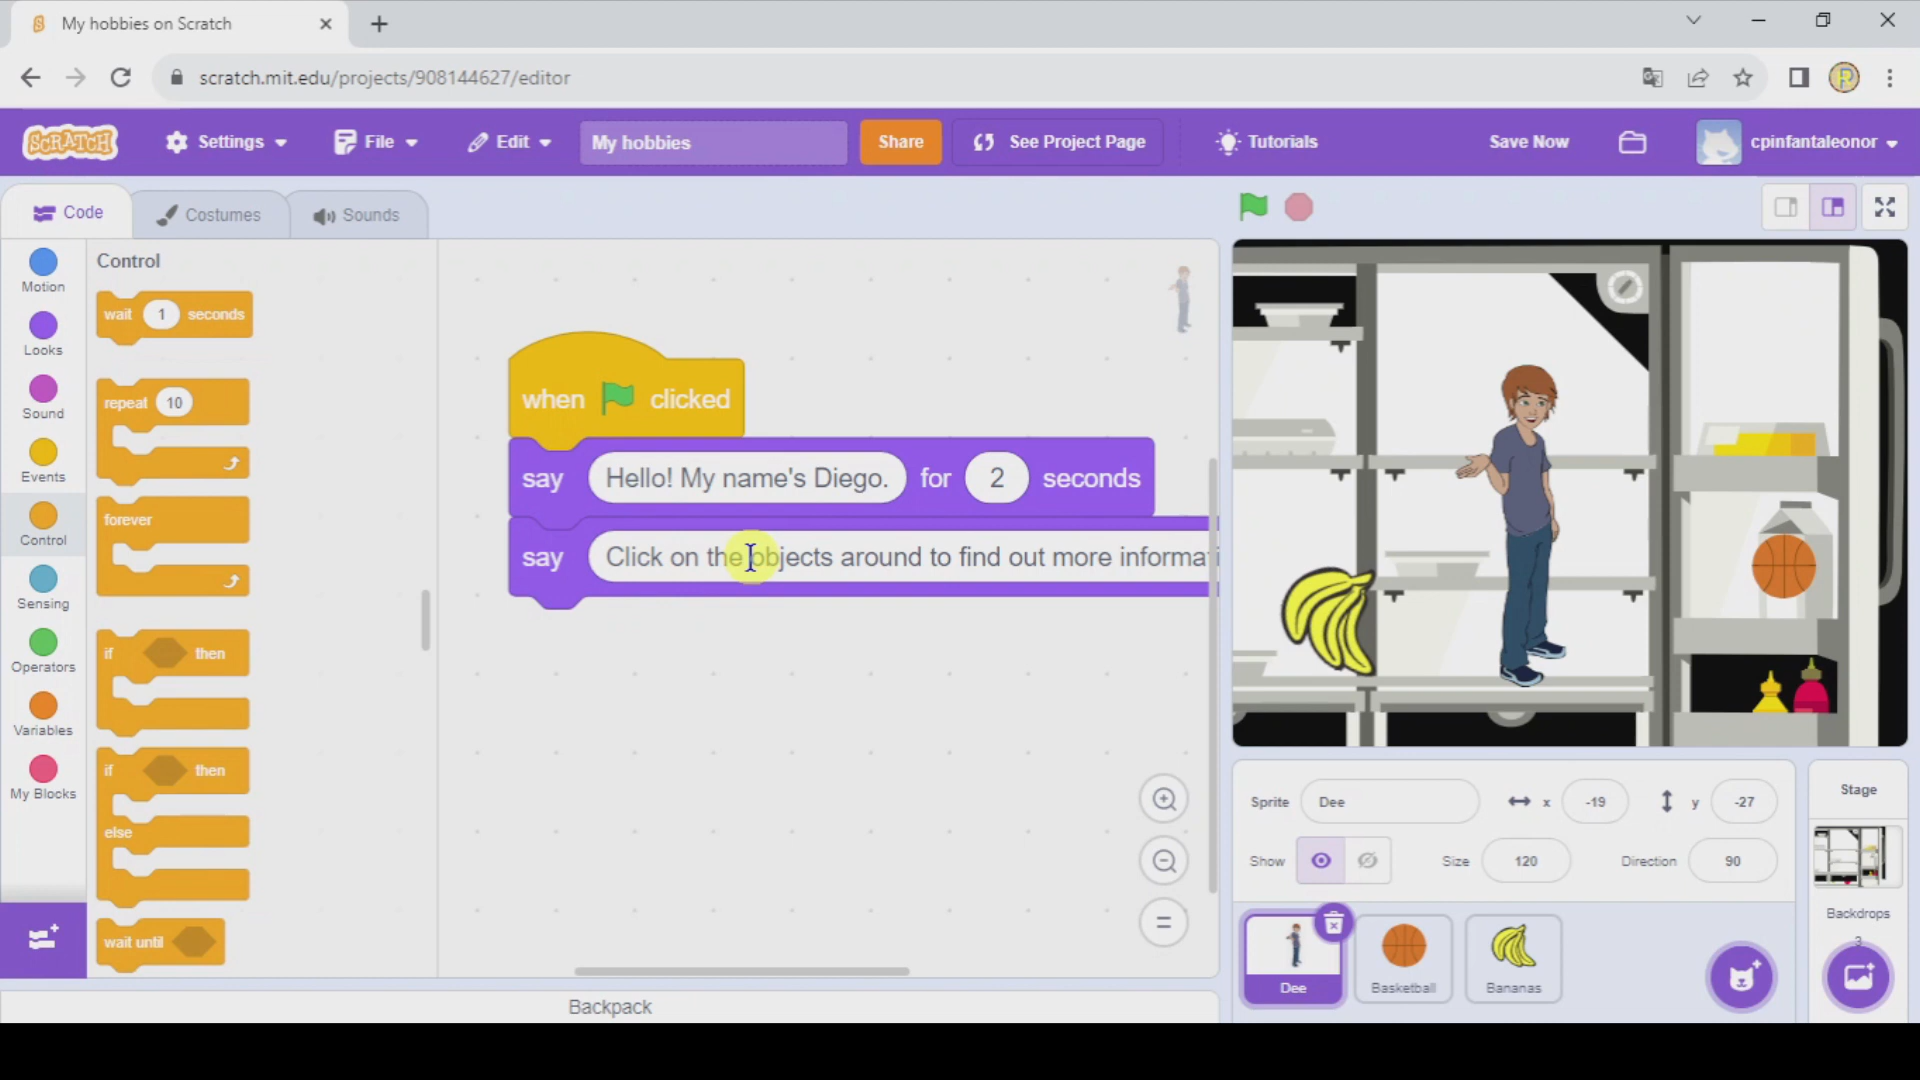 My hobbies on Scratch
scratch.mit.edu/projects/908144627/editor
SCRATCH
Settings
File
Edit
My hobbies
Share
See Project Page
Tutorials
Save Now
cpinfantaleonor
Code
Costumes
Sounds
Motion
Looks
Sound
Events
Control
Sensing
Operators
Variables
My Blocks
Control
wait 1 seconds
repeat 10
forever
if then
if then
else
wait until
when clicked
say Hello! My name's Diego. for 2 seconds
say Click on the objects around to find out more informati
Backpack
Sprite Dee x -19 y -27
Show Size 120 Direction 90
Dee
Basketball
Bananas
Stage
Backdrops
3